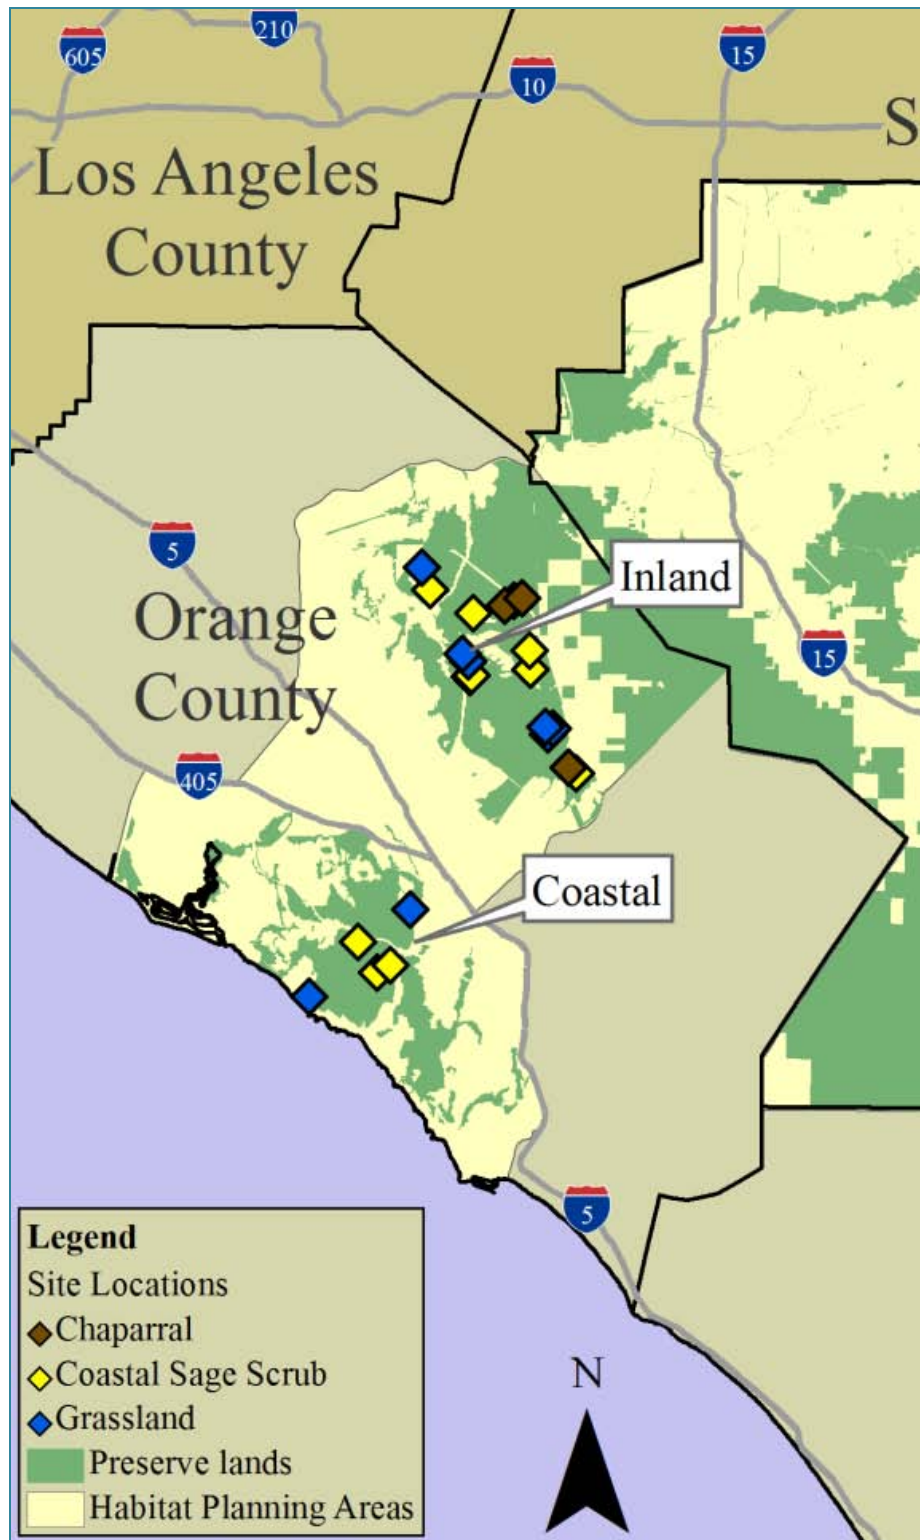 605
210
10
15
S
Los Angeles
County
5
Orange
County
Inland
15
405
Coastal
5
Legend
Site Locations
Chaparral
Coastal Sage Scrub
Grassland
Preserve lands
Habitat Planning Areas
N